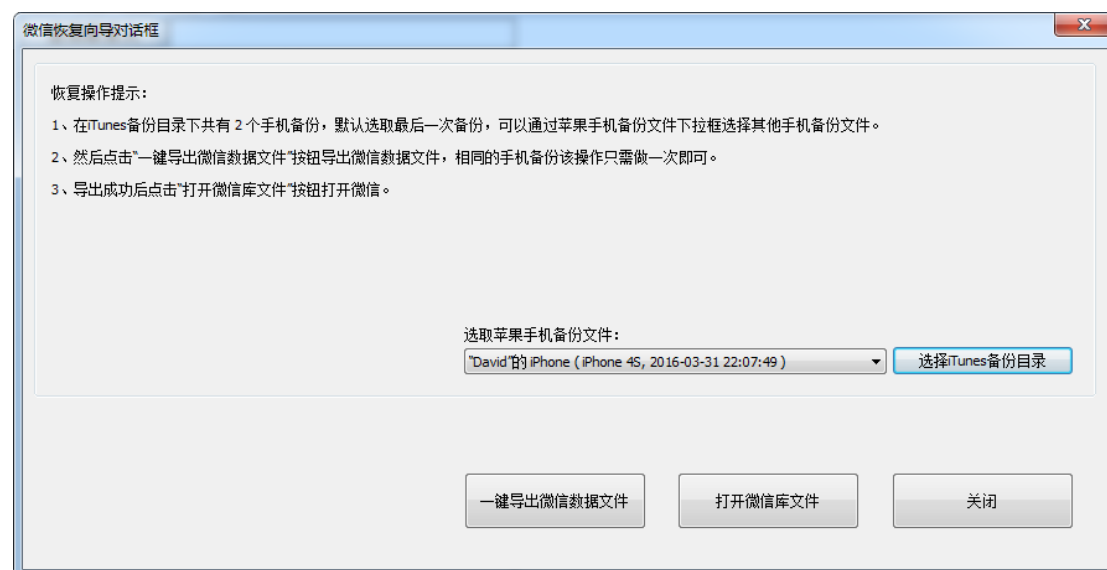 微信恢复向导对话框
恢复操作提示：
1、在iTunes备份目录下共有 2 个手机备份，默认选取最后一次备份，可以通过苹果手机备份文件下拉框选择其他手机备份文件。
2、然后点击"一键导出微信数据文件"按钮导出微信数据文件，相同的手机备份该操作只需做一次即可。
3、导出成功后点击"打开微信库文件"按钮打开微信。
选取苹果手机备份文件：
"David"的 iPhone ( iPhone 4S, 2016-03-31 22:07:49 )
选择iTunes备份目录
一键导出微信数据文件
打开微信库文件
关闭